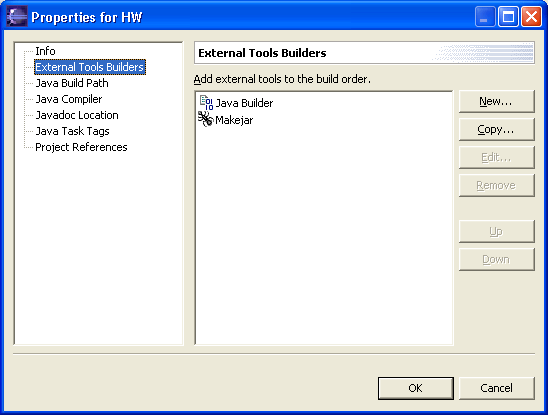 Properties for HW
Info
External Tools Builders
Java Build Path
Java Compiler
Javadoc Location
Java Task Tags
Project References
External Tools Builders
Add external tools to the build order.
Java Builder
Makejar
New...
Copy...
Edit...
Remove
Up
Down
OK
Cancel